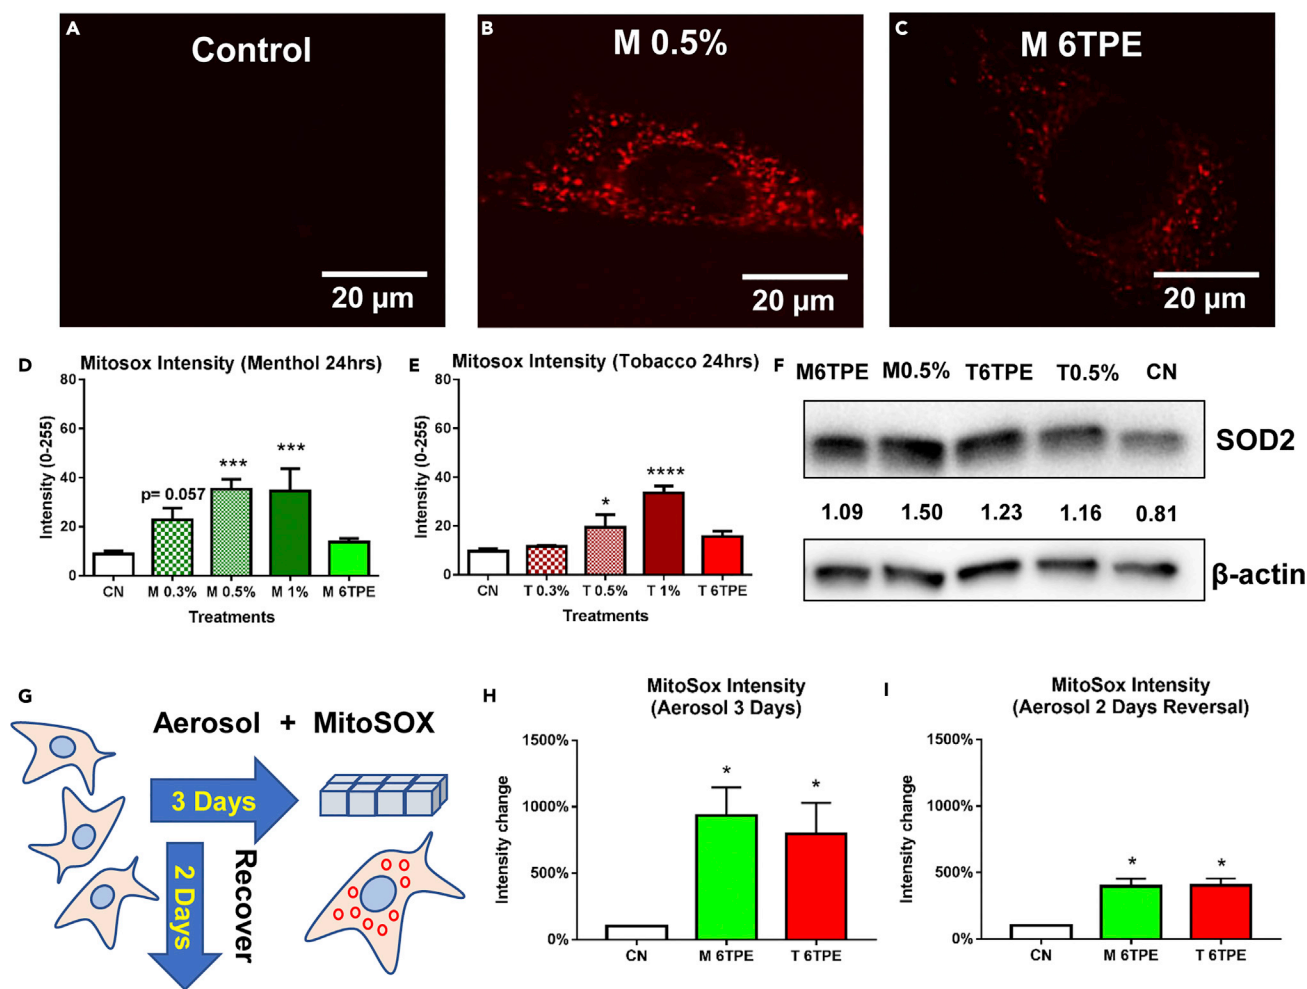 A
Control
20 µm
B
M 0.5%
20 µm
C
M 6TPE
20 µm
D
Mitosox Intensity (Menthol 24hrs)
Intensity (0-255)
80
60
40
20
0
p= 0.057
***
***
CN
M 0.3%
M 0.5%
M 1%
M 6TPE
Treatments
E
Mitosox Intensity (Tobacco 24hrs)
Intensity (0-255)
80
60
40
20
0
*
****
CN
T 0.3%
T 0.5%
T 1%
T 6TPE
Treatments
F
M6TPE M0.5% T6TPE T0.5% CN
SOD2
1.09 1.50 1.23 1.16 0.81
β-actin
G
Aerosol + MitoSOX
3 Days
2 Days
Recover
H
MitoSox Intensity
(Aerosol 3 Days)
Intensity change
1500%
1000%
500%
0%
*
*
CN
M 6TPE
T 6TPE
I
MitoSox Intensity
(Aerosol 2 Days Reversal)
Intensity change
1500%
1000%
500%
0%
*
*
CN
M 6TPE
T 6TPE